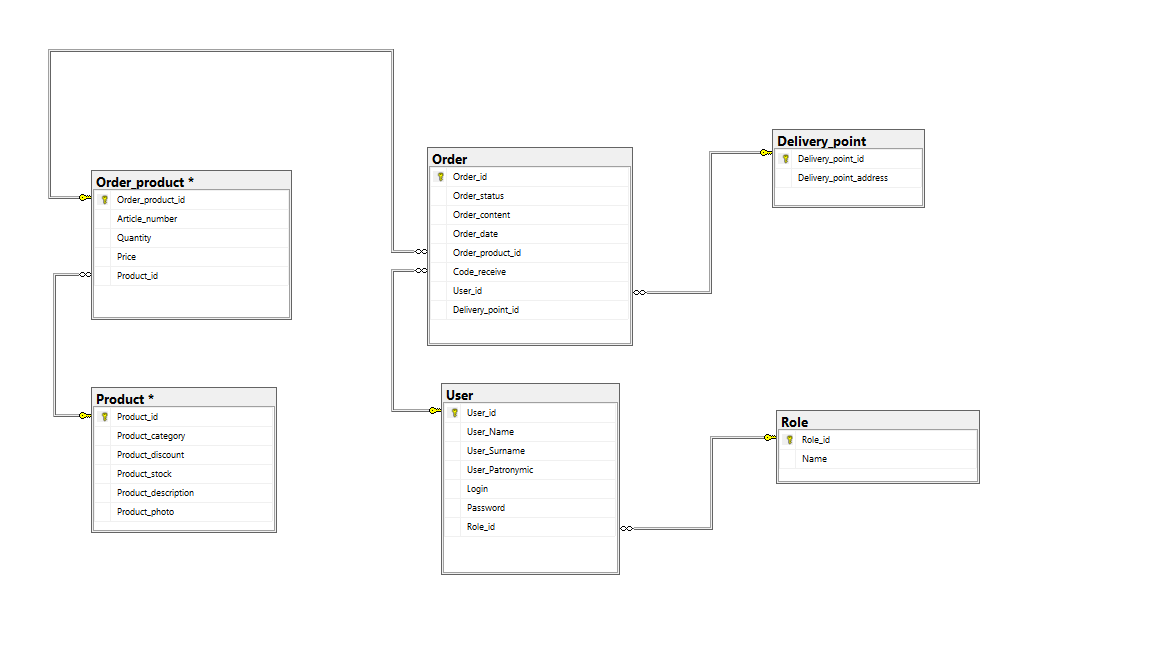 Order_product *
Order_product_id
Article_number
Quantity
Price
Product_id
Product *
Product_id
Product_category
Product_discount
Product_stock
Product_description
Product_photo
Order
Order_id
Order_status
Order_content
Order_date
Order_product_id
Code_receive
User_id
Delivery_point_id
User
User_id
User_Name
User_Surname
User_Patronymic
Login
Password
Role_id
Delivery_point
Delivery_point_id
Delivery_point_address
Role
Role_id
Name